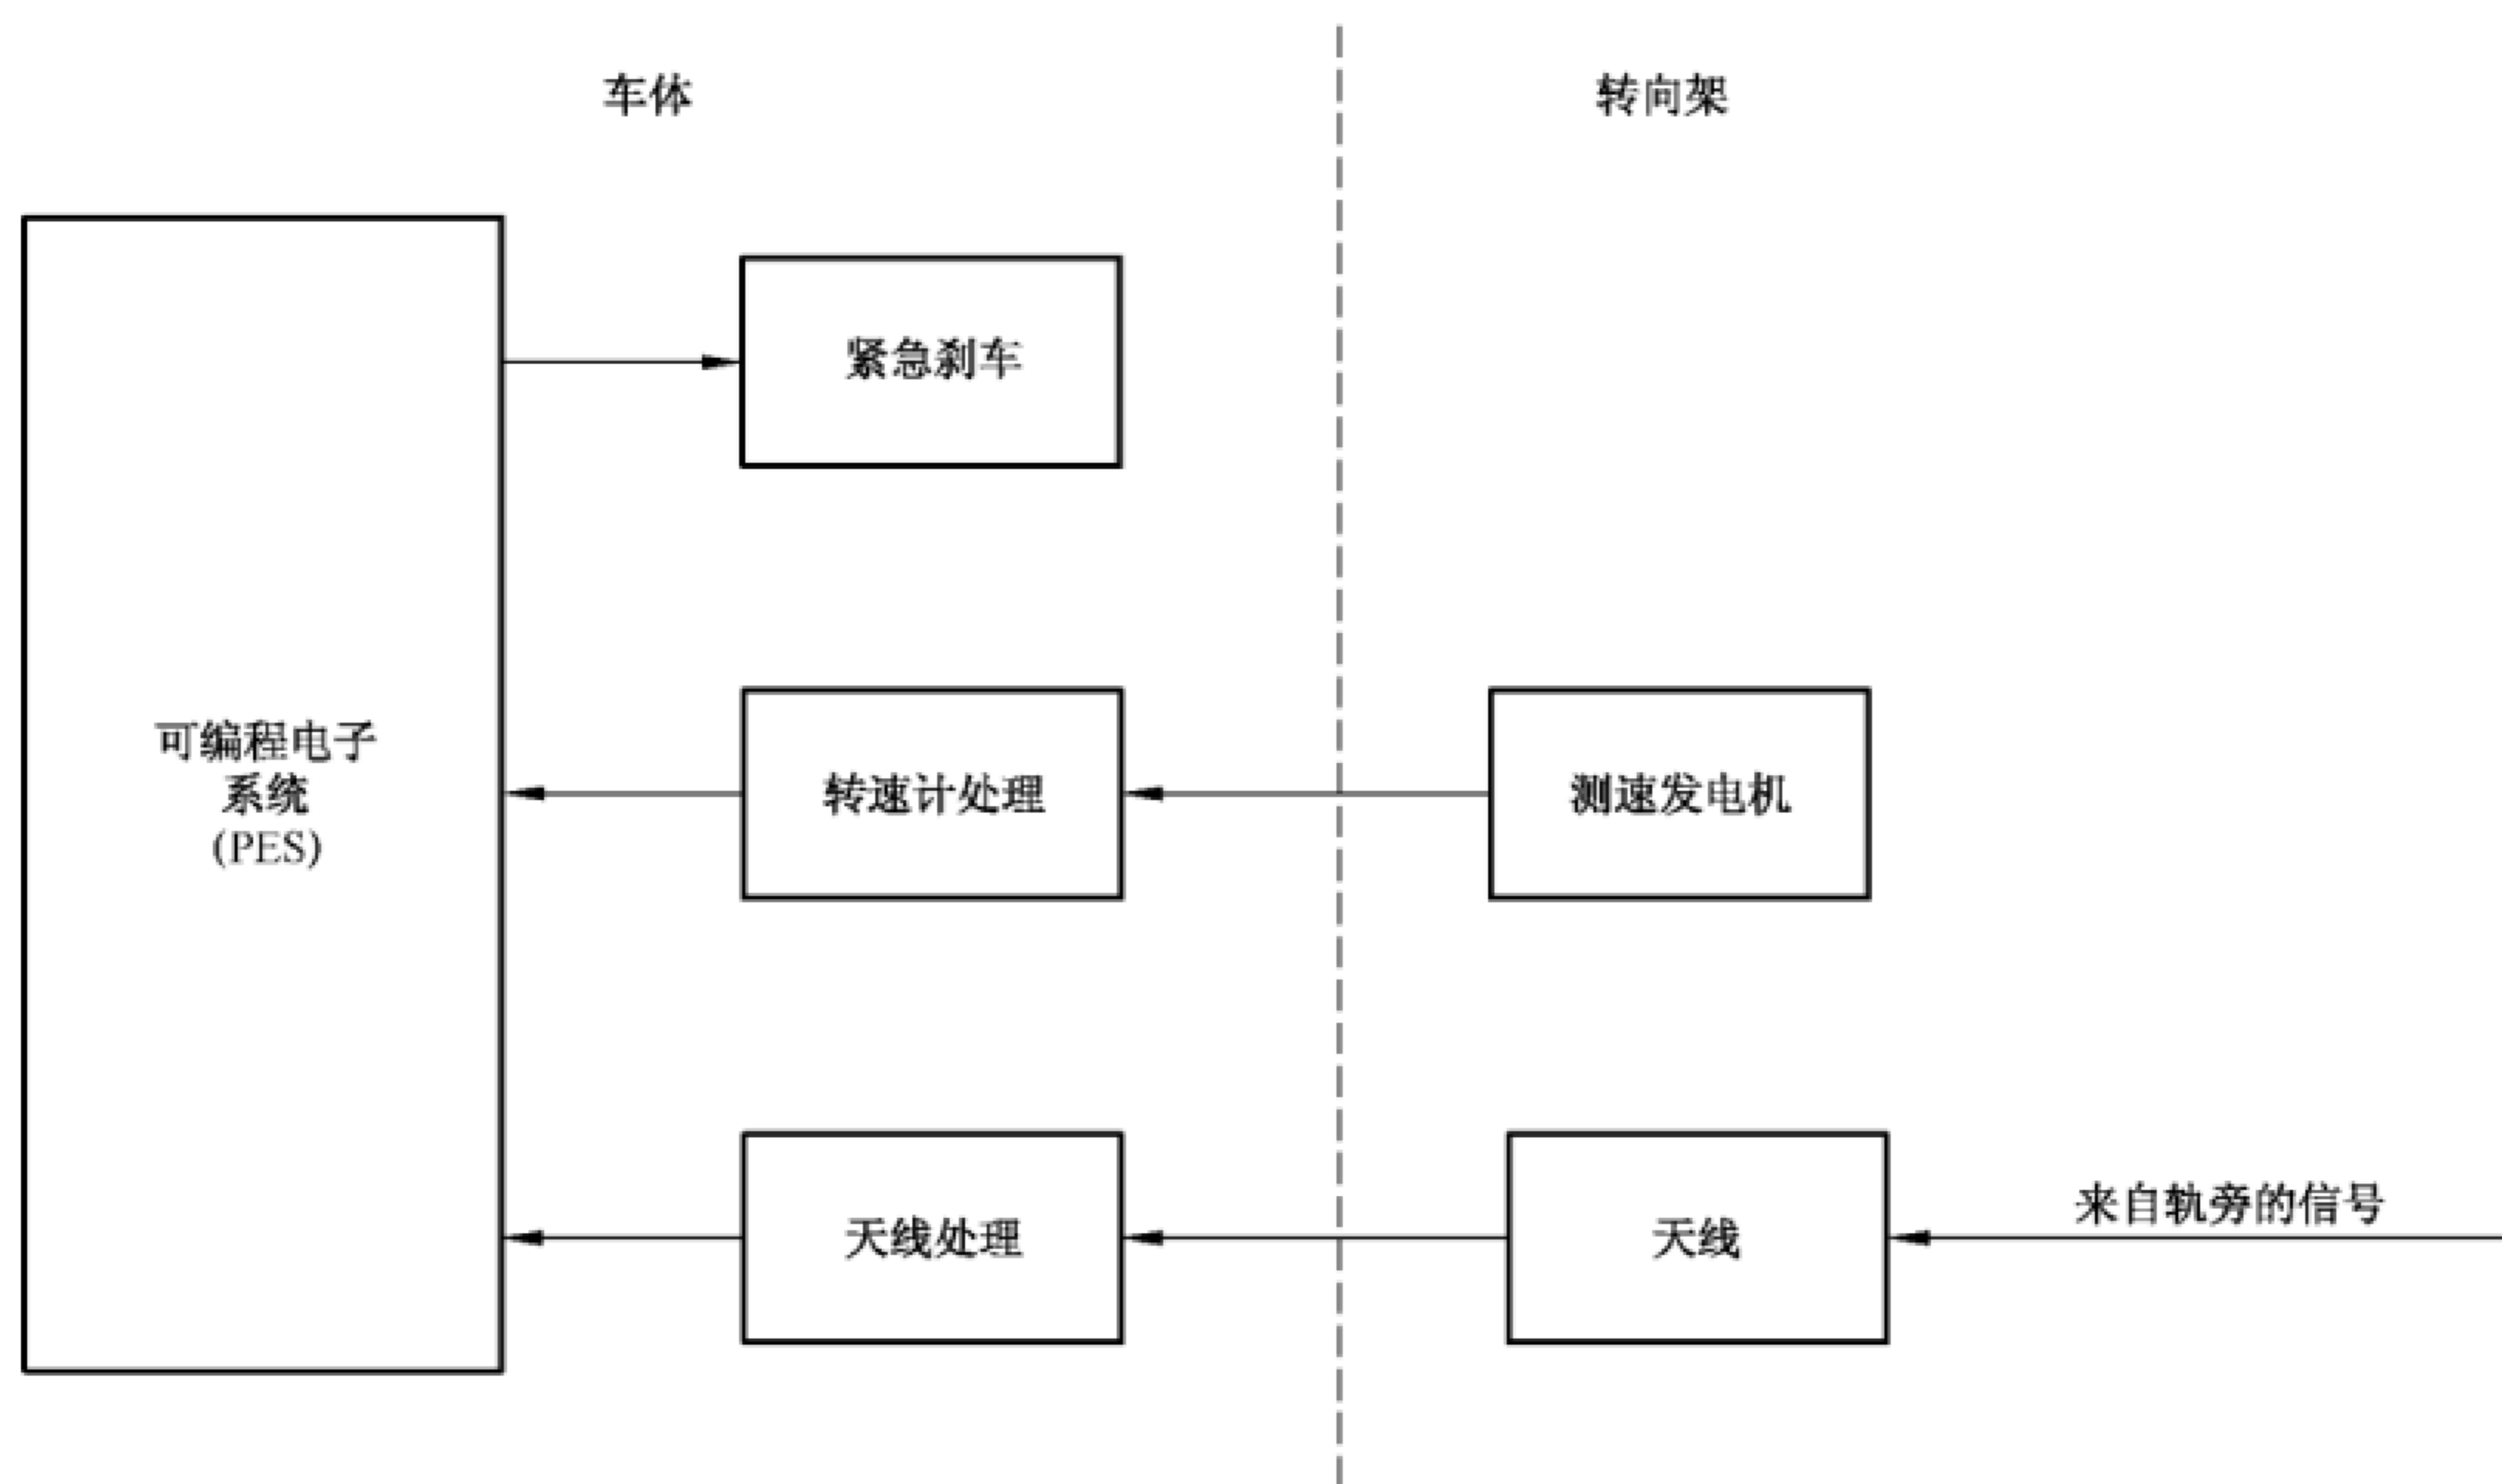 车体
转向架
紧急刹车
可编程电子
系统
(PES)
转速计处理
测速发电机
天线处理
天线
来自轨旁的信号